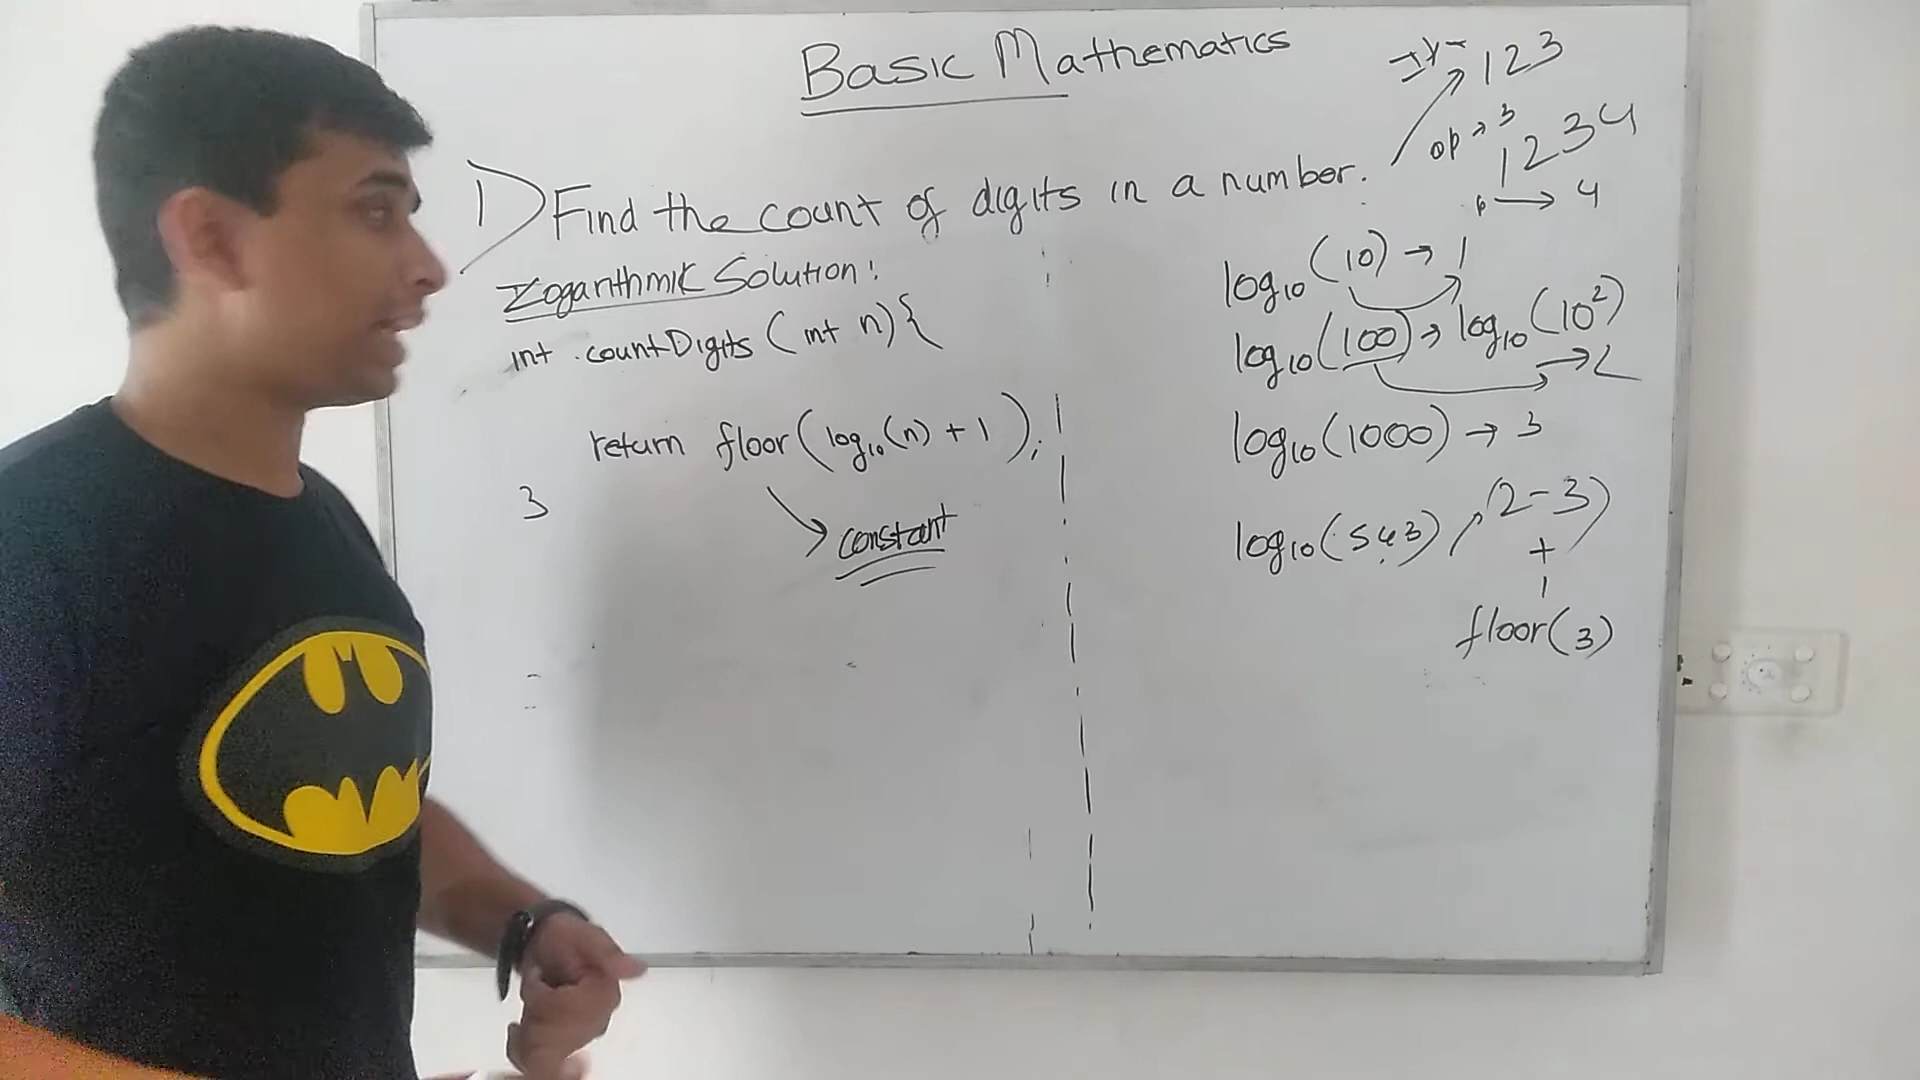 Basic Mathematics
1) Find the count of digits in a number.
Logarithmic Solution:
int countDigits (int n) {
return floor(log₁₀(n) + 1);
}
constant
123
op → 3
1234
→ 4
log₁₀(10) → 1
log₁₀(100) → log₁₀(10²)
→ 2
log₁₀(1000) → 3
log₁₀(543) (2-3)
+
1
floor(3)